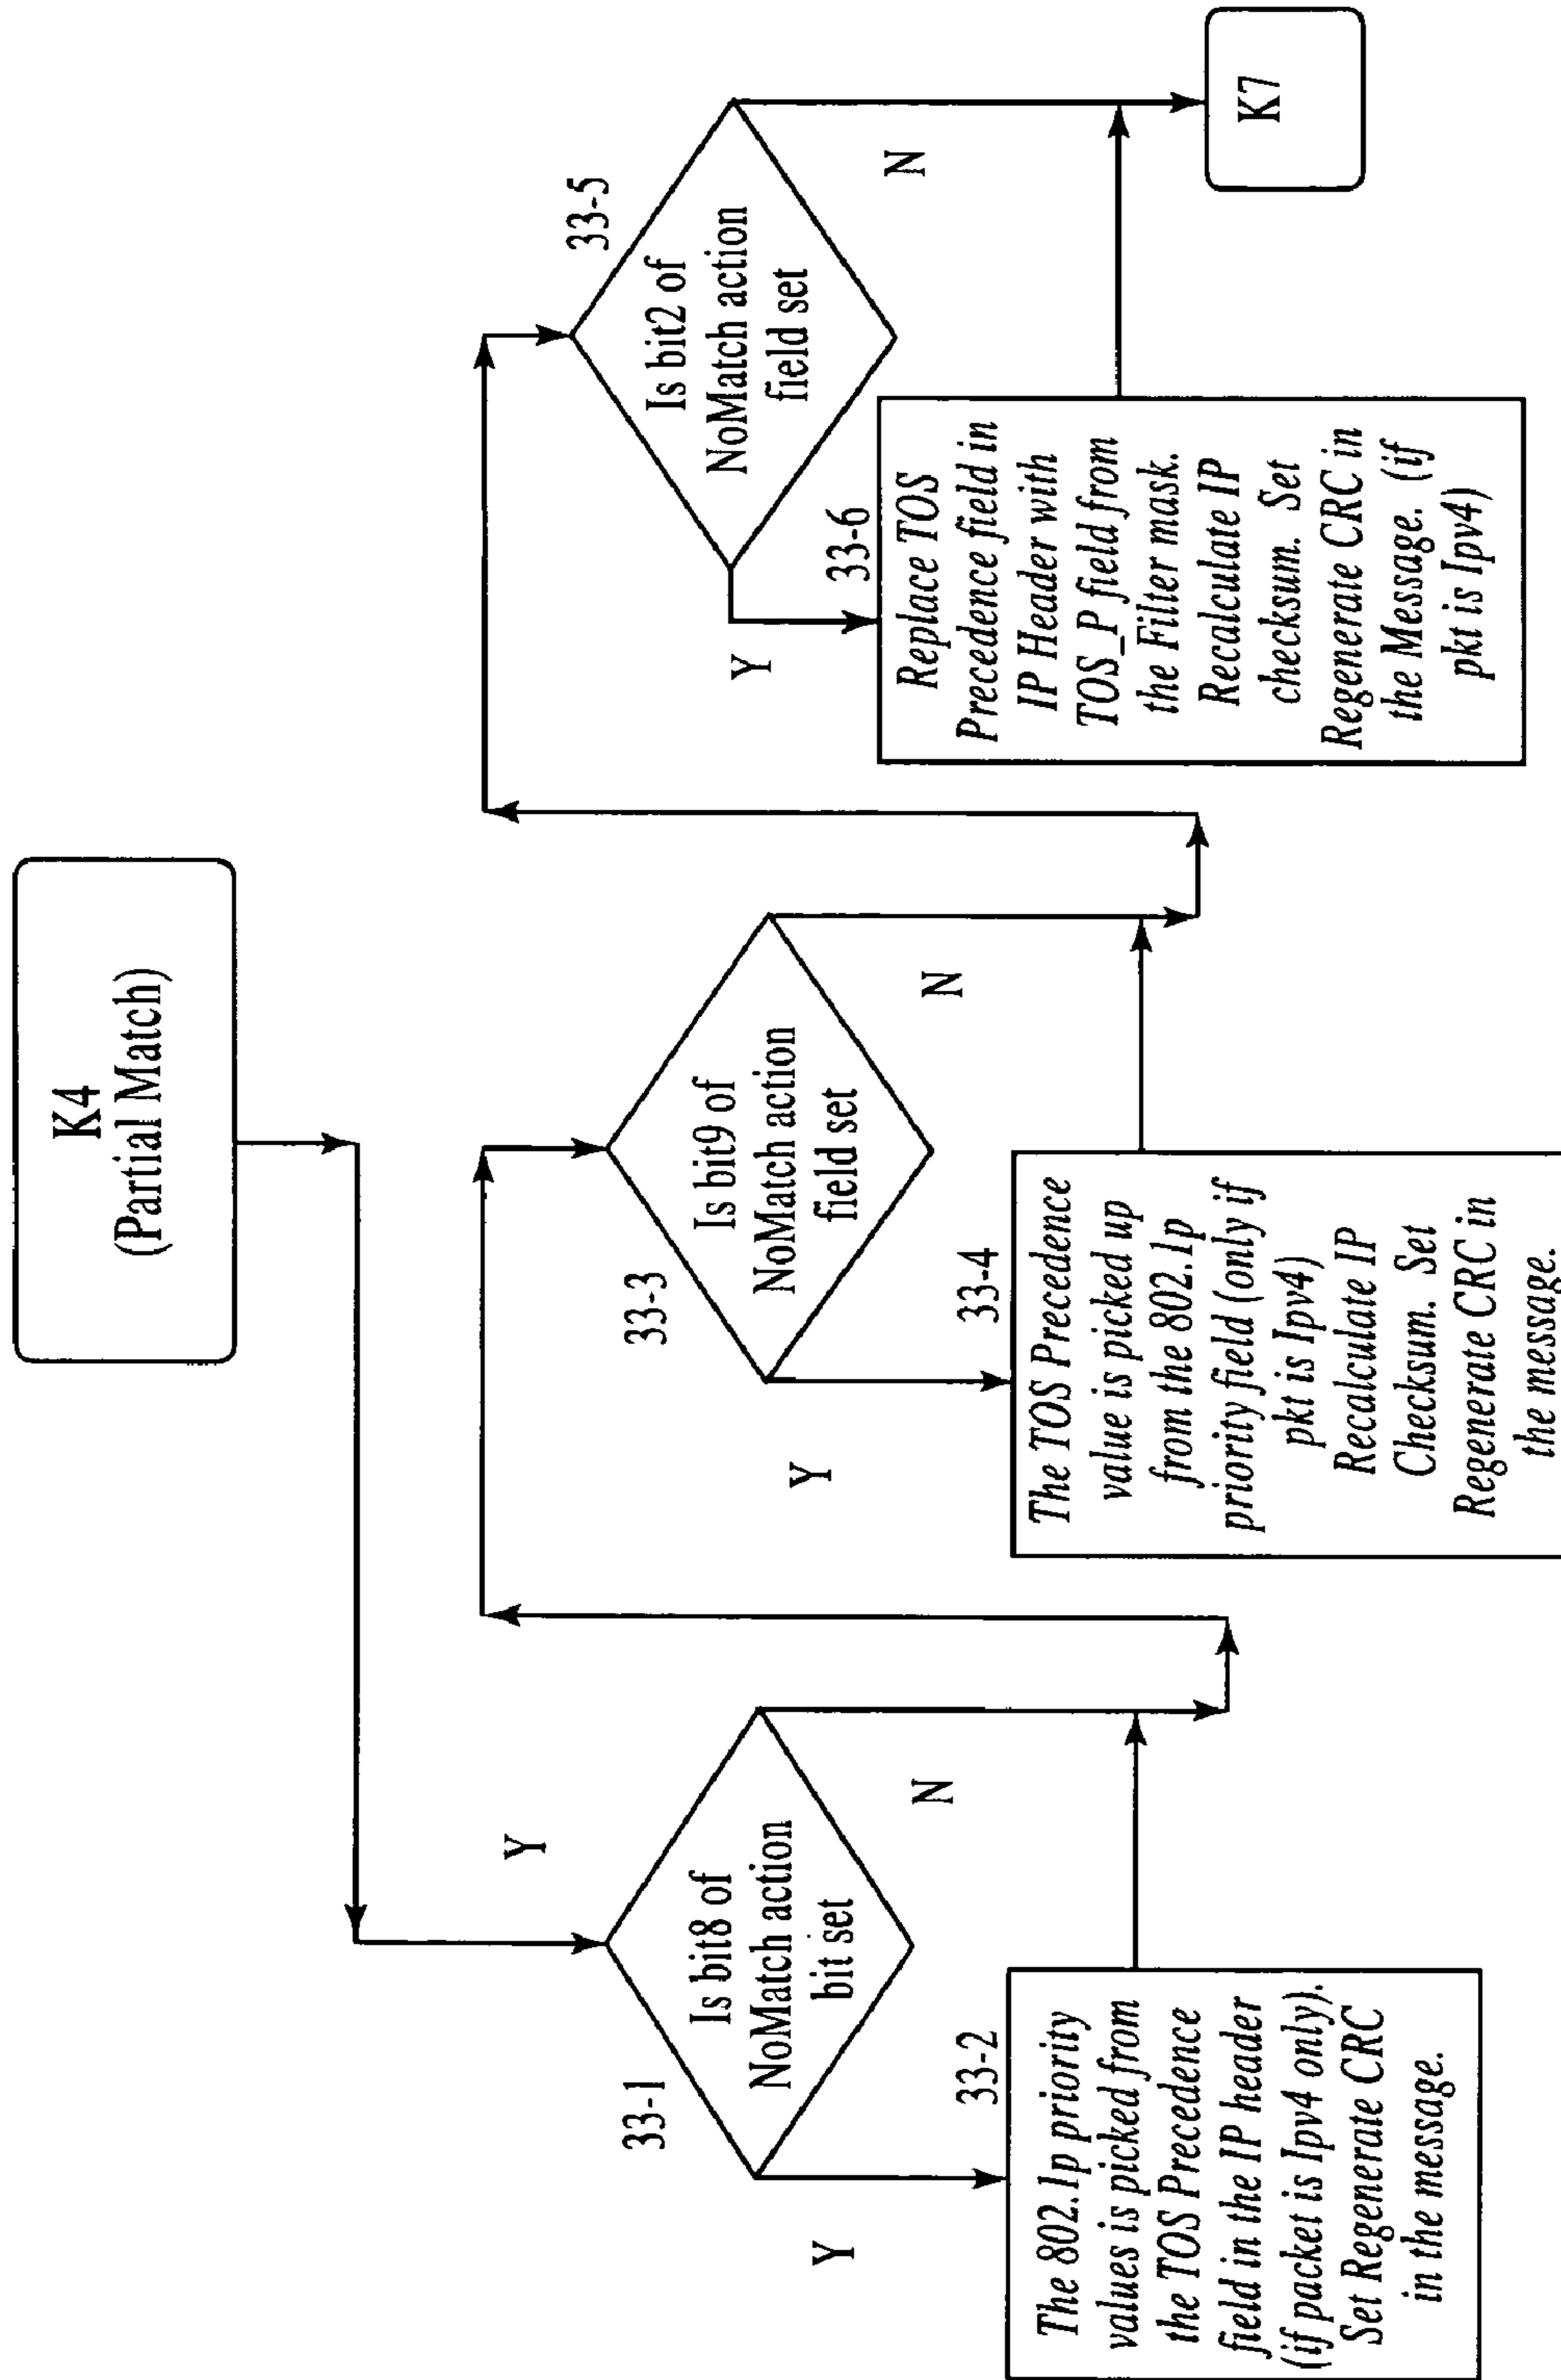 K4
(Partial Match)
Y
33-1
Is bit8 of
NoMatch action
bit set
Y
N
33-2
The 802.1p priority
values is picked from
the TOS Precedence
field in the IP header
(if packet is Ipv4 only).
Set Regenerate CRC
in the message.
33-3
Is bit9 of
NoMatch action
field set
Y
N
33-4
The TOS Precedence
value is picked up
from the 802.1p
priority field (only if
pkt is Ipv4)
Recalculate IP
Checksum. Set
Regenerate CRC in
the message.
33-5
Is bit2 of
NoMatch action
field set
Y
N
33-6
Replace TOS
Precedence field in
IP Header with
TOS_P field from
the Filter mask.
Recalculate IP
checksum. Set
Regenerate CRC in
the Message. (if
pkt is Ipv4)
K7